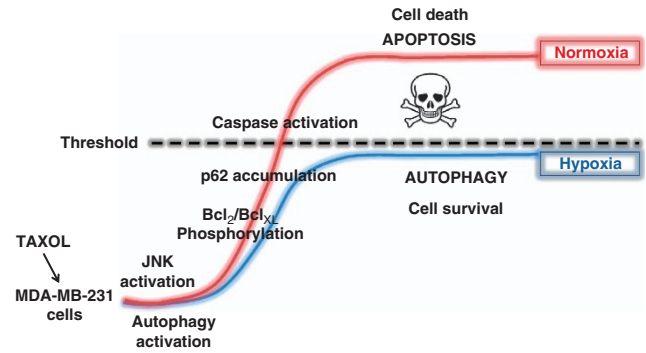 Cell death
APOPTOSIS
Normoxia
Caspase activation
Threshold
Hypoxia
p62 accumulation
AUTOPHAGY
Cell survival
Bcl2/BclXL
Phosphorylation
TAXOL
JNK
activation
MDA-MB-231
cells
Autophagy
activation